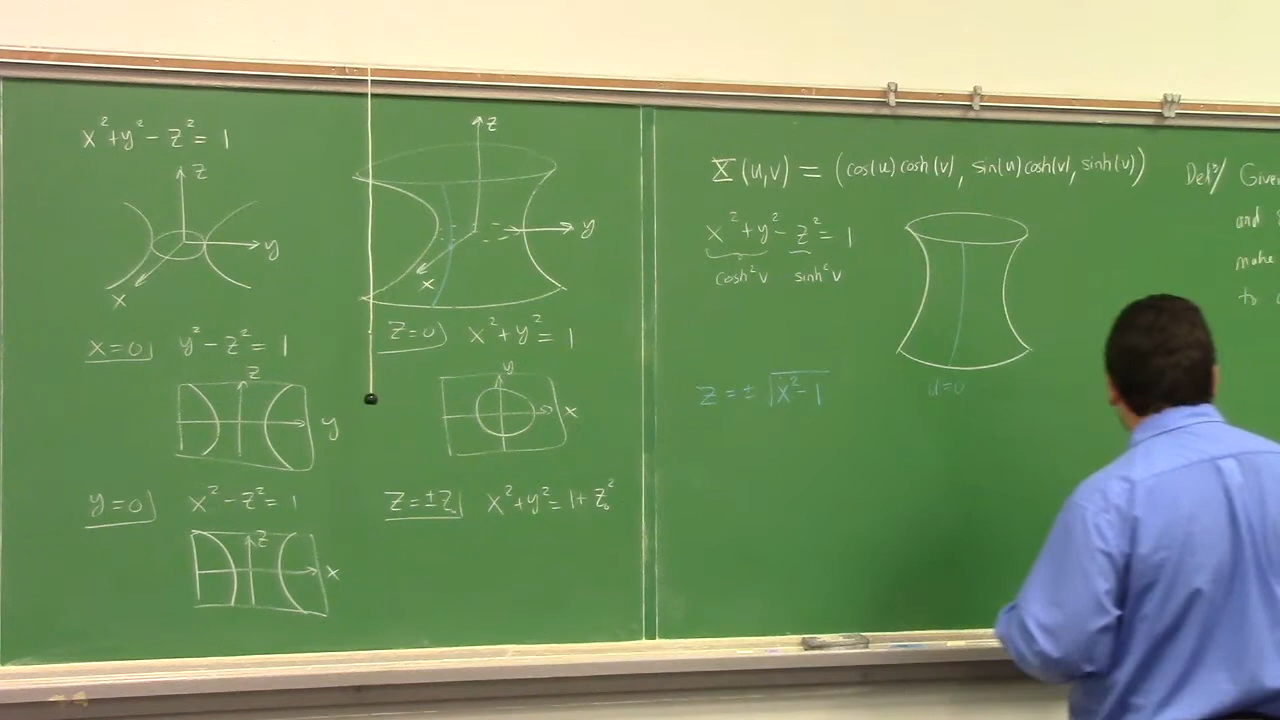 x²+y²-z²=1
z
y
x
z
y
x
x=0 y²-z²=1
z
y
z=0 x²+y²=1
y
x
y=0 x²-z²=1
z
x
z=±z₀ x²+y²=1+z₀²
X(u,v) = (cos(u)cosh(v), sin(u)cosh(v), sinh(v))
x²+y²-z²=1
cosh²v sinh²v
z=±√x²-1
u=0
Defⁿ/ Given
and
make
to